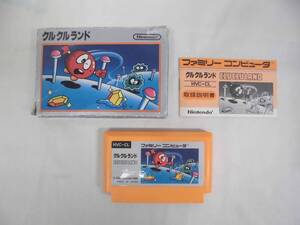 クルクルランド
Nintendo
ファミリー コンピュータ
クルクルランド
HVC-CL
取扱説明書
CLU CLU LAND
Nintendo
HVC-CL
ファミリー コンピュータ
クルクルランド